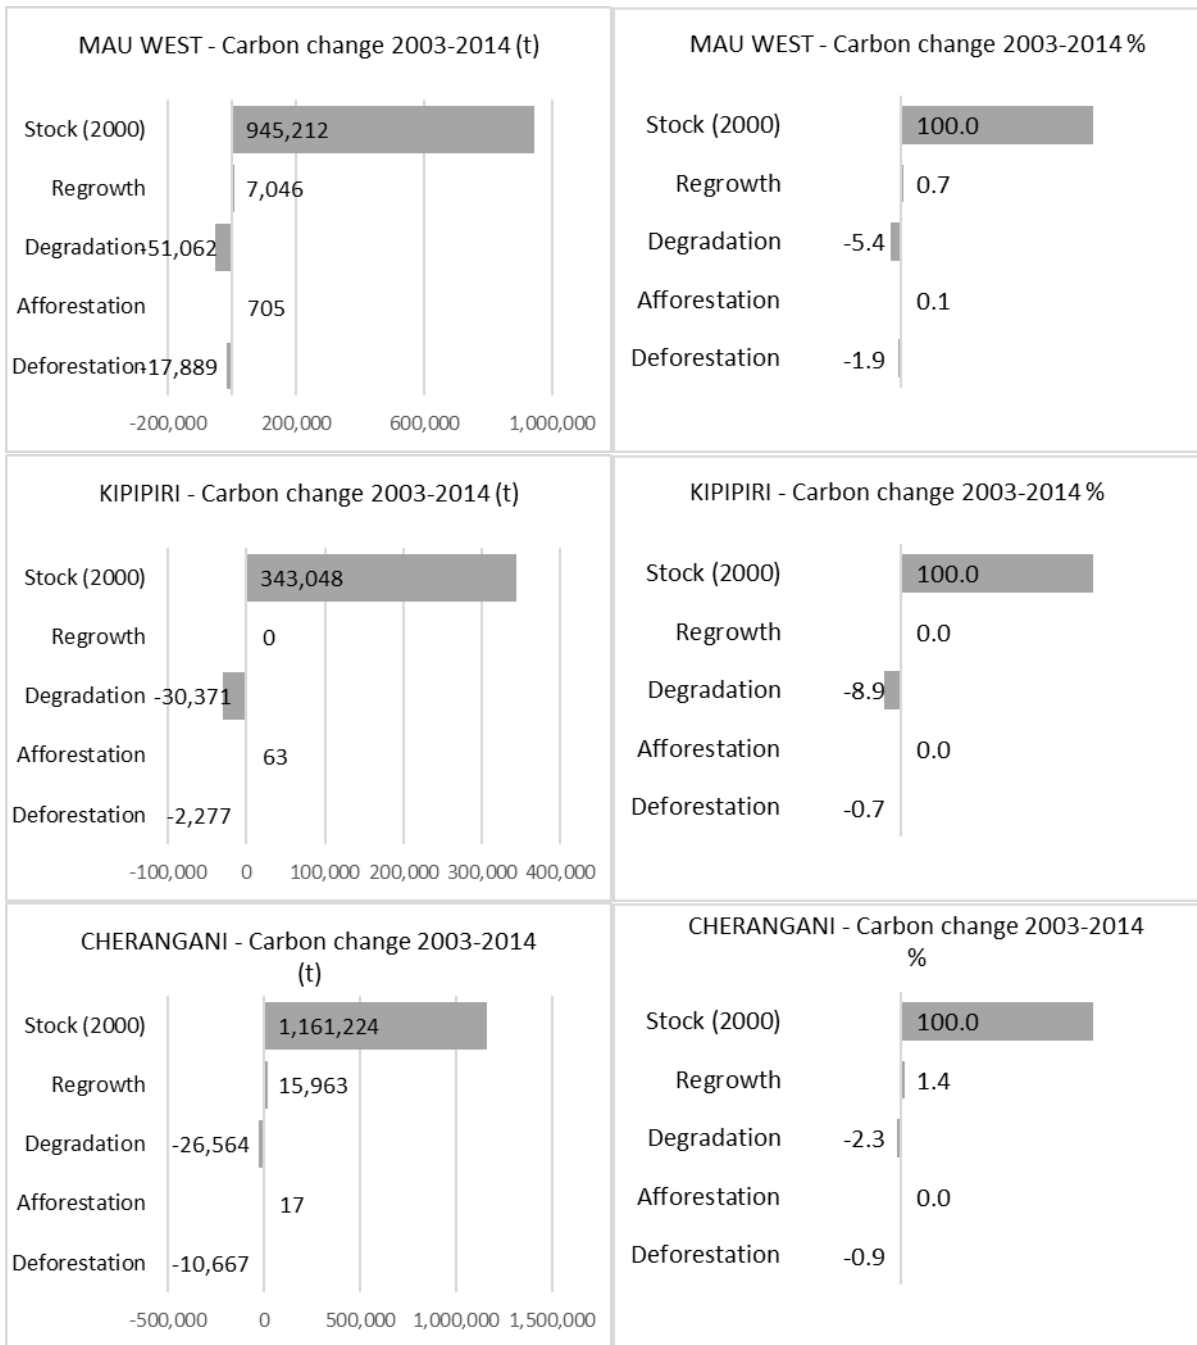 MAU WEST - Carbon change 2003-2014 (t)
Stock (2000) 945,212
Regrowth 7,046
Degradation -51,062
Afforestation 705
Deforestation -17,889
-200,000 200,000 600,000 1,000,000
MAU WEST - Carbon change 2003-2014 %
Stock (2000) 100.0
Regrowth 0.7
Degradation -5.4
Afforestation 0.1
Deforestation -1.9
KIPIPIRI - Carbon change 2003-2014 (t)
Stock (2000) 343,048
Regrowth 0
Degradation -30,371
Afforestation 63
Deforestation -2,277
-100,000 0 100,000 200,000 300,000 400,000
KIPIPIRI - Carbon change 2003-2014 %
Stock (2000) 100.0
Regrowth 0.0
Degradation -8.9
Afforestation 0.0
Deforestation -0.7
CHERANGANI - Carbon change 2003-2014
(t)
Stock (2000) 1,161,224
Regrowth 15,963
Degradation -26,564
Afforestation 17
Deforestation -10,667
-500,000 0 500,000 1,000,000 1,500,000
CHERANGANI - Carbon change 2003-2014
%
Stock (2000) 100.0
Regrowth 1.4
Degradation -2.3
Afforestation 0.0
Deforestation -0.9